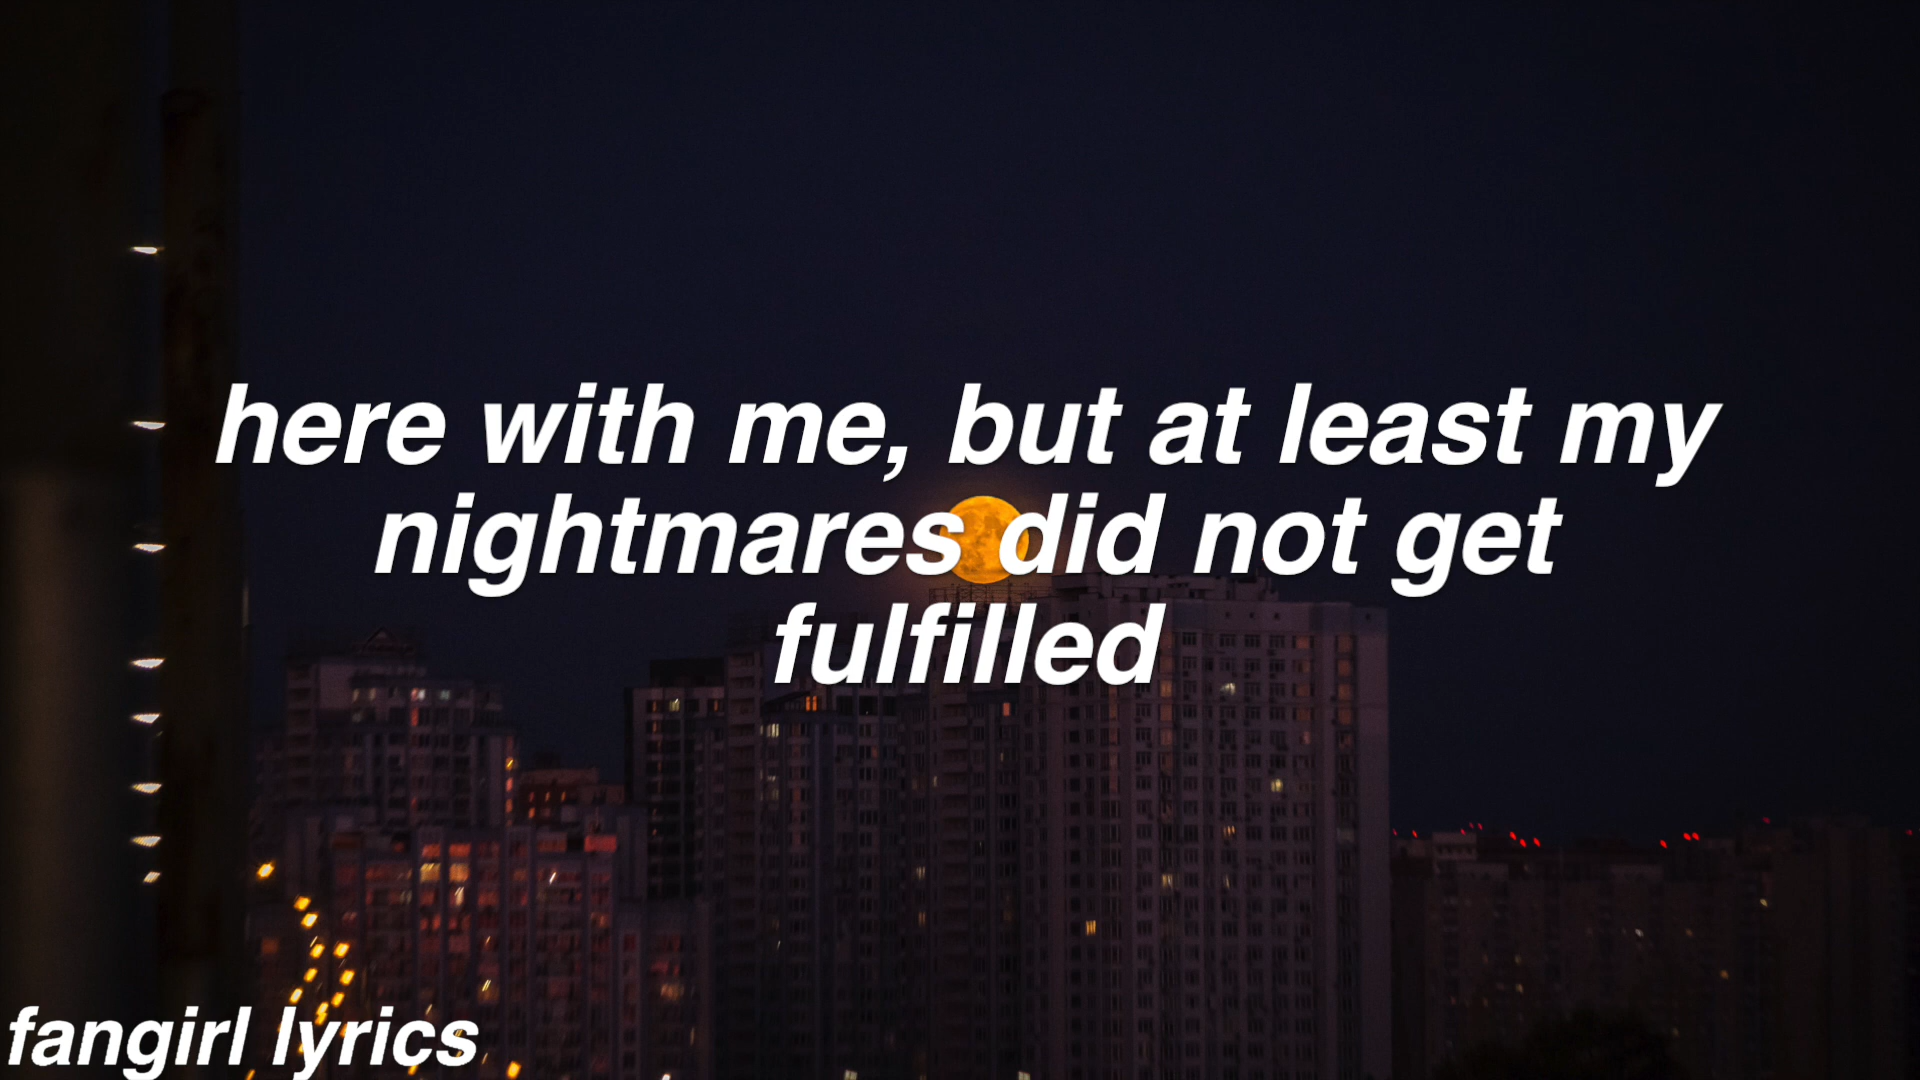 here with me, but at least my
nightmares did not get
fulfilled
fangirl lyrics